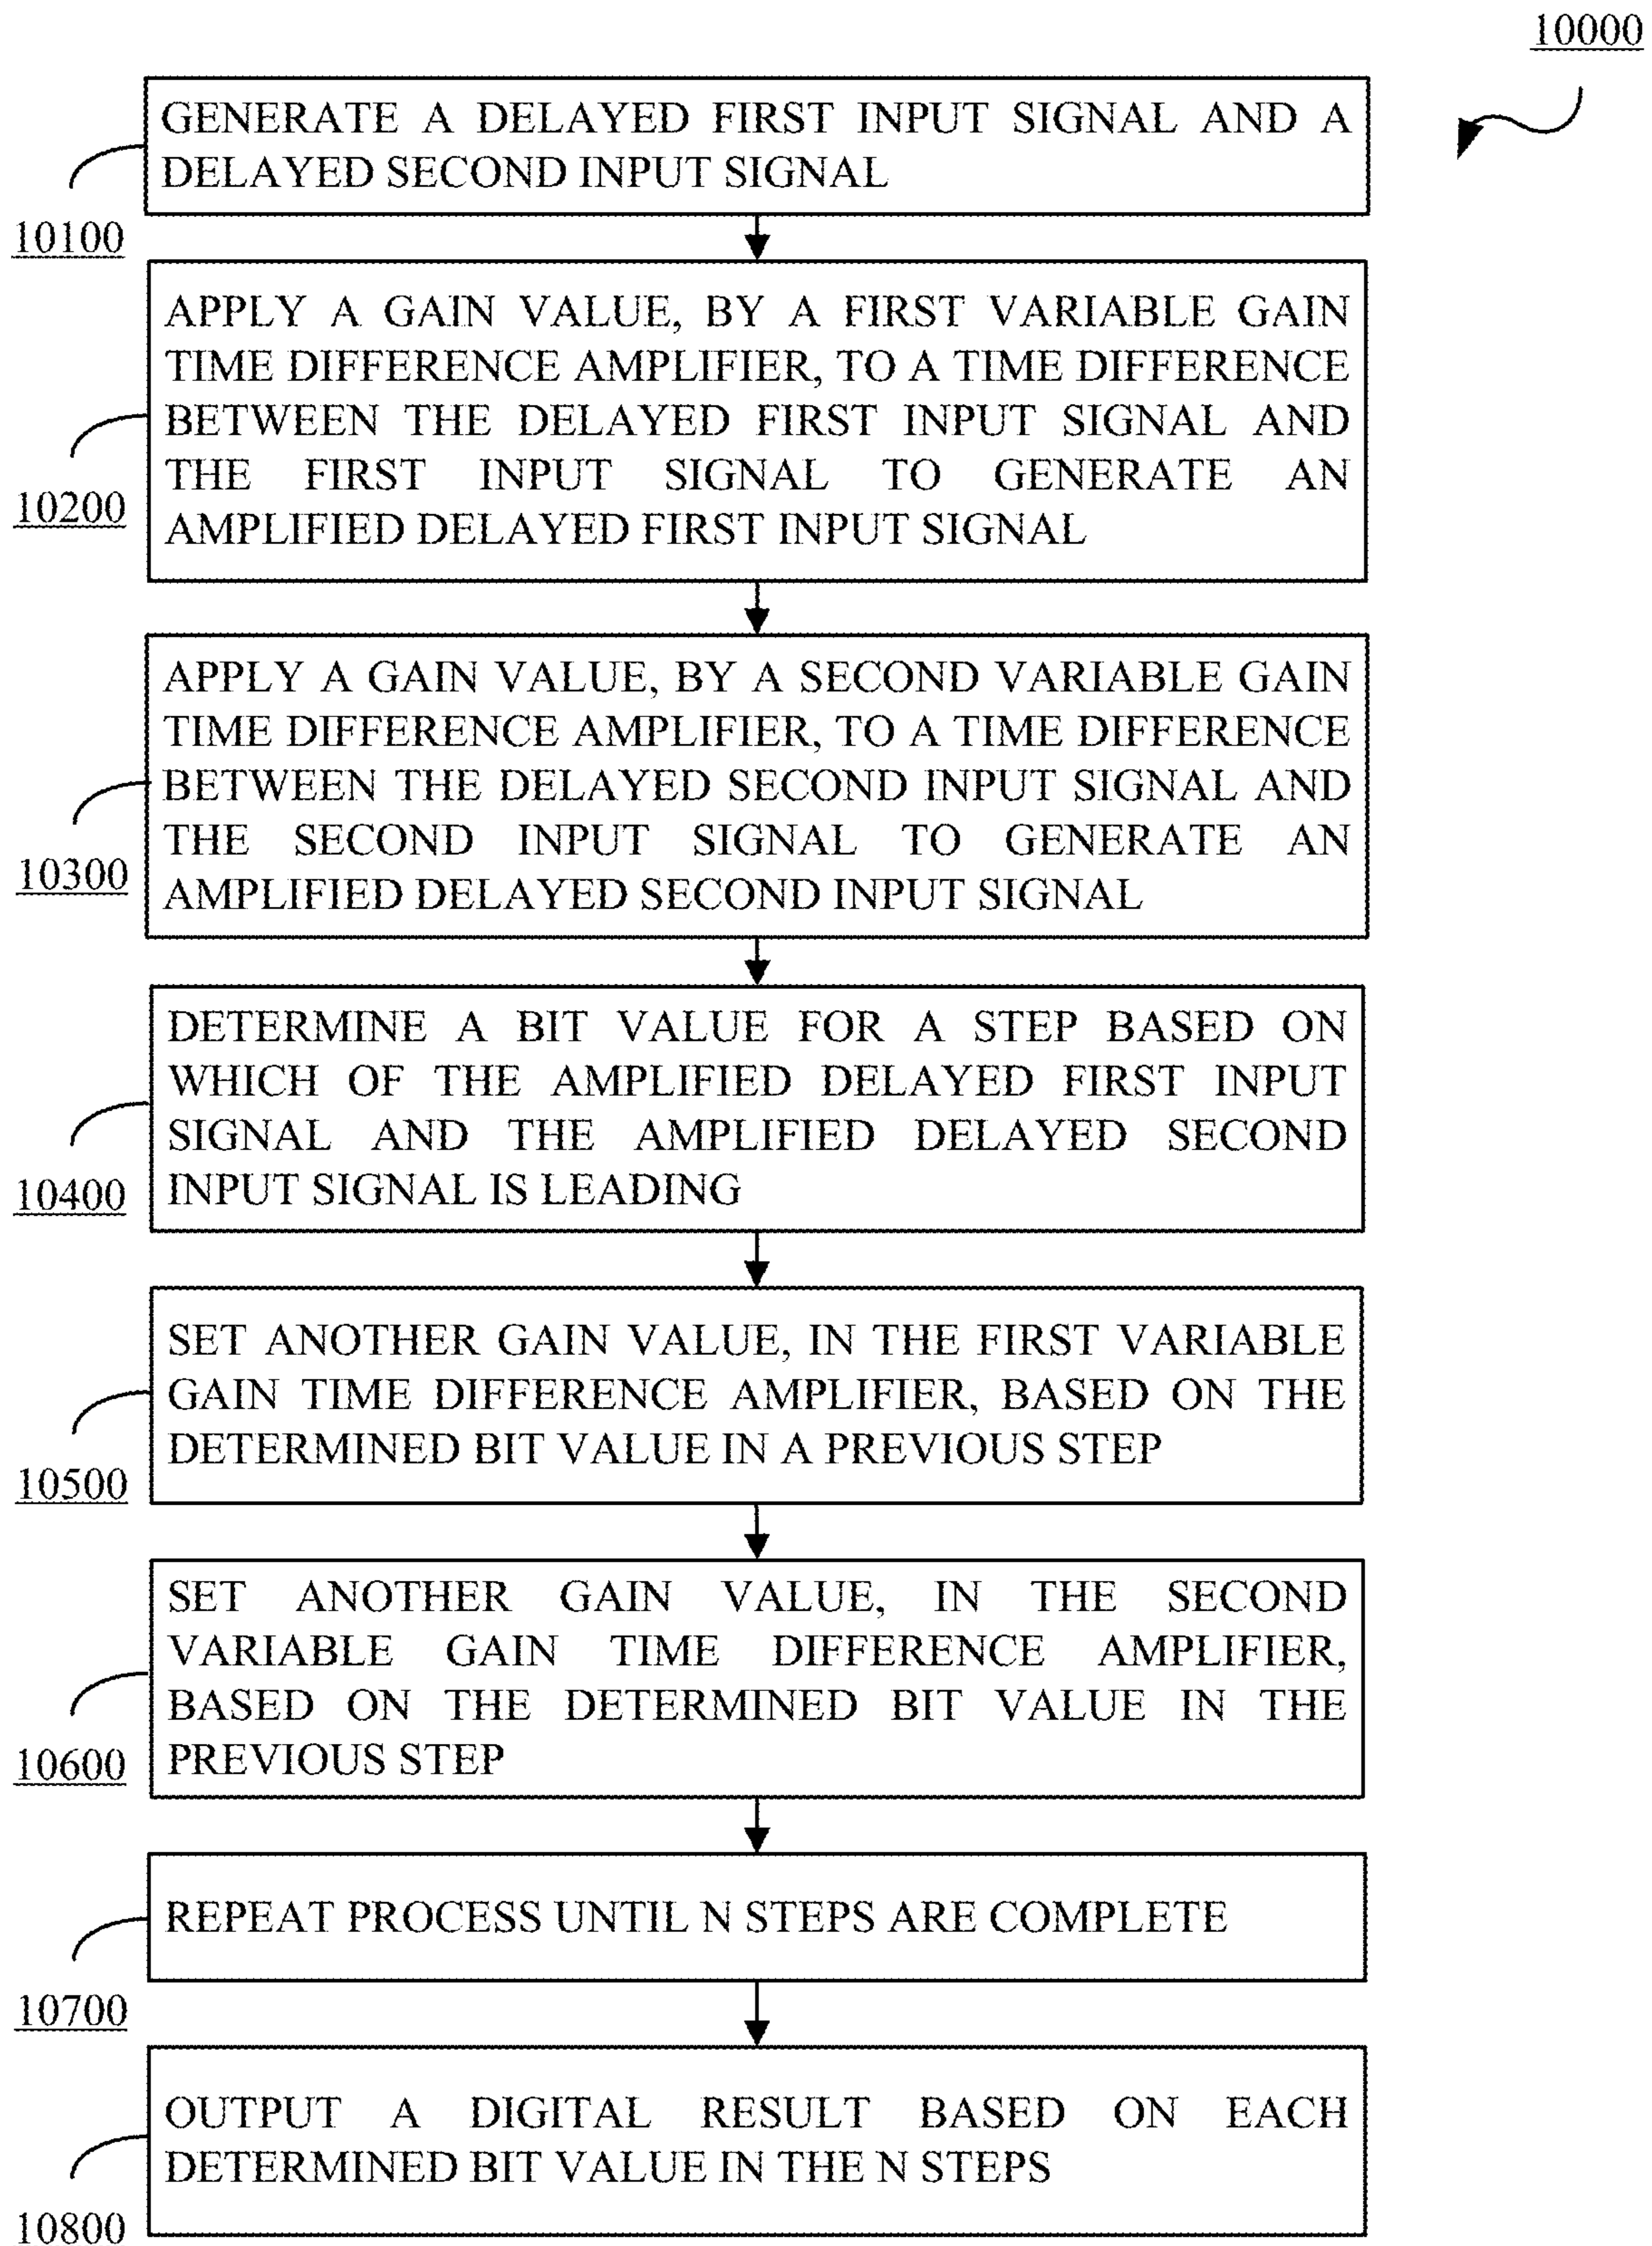 10000
GENERATE A DELAYED FIRST INPUT SIGNAL AND A
DELAYED SECOND INPUT SIGNAL
10100
APPLY A GAIN VALUE, BY A FIRST VARIABLE GAIN
TIME DIFFERENCE AMPLIFIER, TO A TIME DIFFERENCE
BETWEEN THE DELAYED FIRST INPUT SIGNAL AND
THE FIRST INPUT SIGNAL TO GENERATE AN
AMPLIFIED DELAYED FIRST INPUT SIGNAL
10200
APPLY A GAIN VALUE, BY A SECOND VARIABLE GAIN
TIME DIFFERENCE AMPLIFIER, TO A TIME DIFFERENCE
BETWEEN THE DELAYED SECOND INPUT SIGNAL AND
THE SECOND INPUT SIGNAL TO GENERATE AN
AMPLIFIED DELAYED SECOND INPUT SIGNAL
10300
DETERMINE A BIT VALUE FOR A STEP BASED ON
WHICH OF THE AMPLIFIED DELAYED FIRST INPUT
SIGNAL AND THE AMPLIFIED DELAYED SECOND
INPUT SIGNAL IS LEADING
10400
SET ANOTHER GAIN VALUE, IN THE FIRST VARIABLE
GAIN TIME DIFFERENCE AMPLIFIER, BASED ON THE
DETERMINED BIT VALUE IN A PREVIOUS STEP
10500
SET ANOTHER GAIN VALUE, IN THE SECOND
VARIABLE GAIN TIME DIFFERENCE AMPLIFIER,
BASED ON THE DETERMINED BIT VALUE IN THE
PREVIOUS STEP
10600
REPEAT PROCESS UNTIL N STEPS ARE COMPLETE
10700
OUTPUT A DIGITAL RESULT BASED ON EACH
DETERMINED BIT VALUE IN THE N STEPS
10800